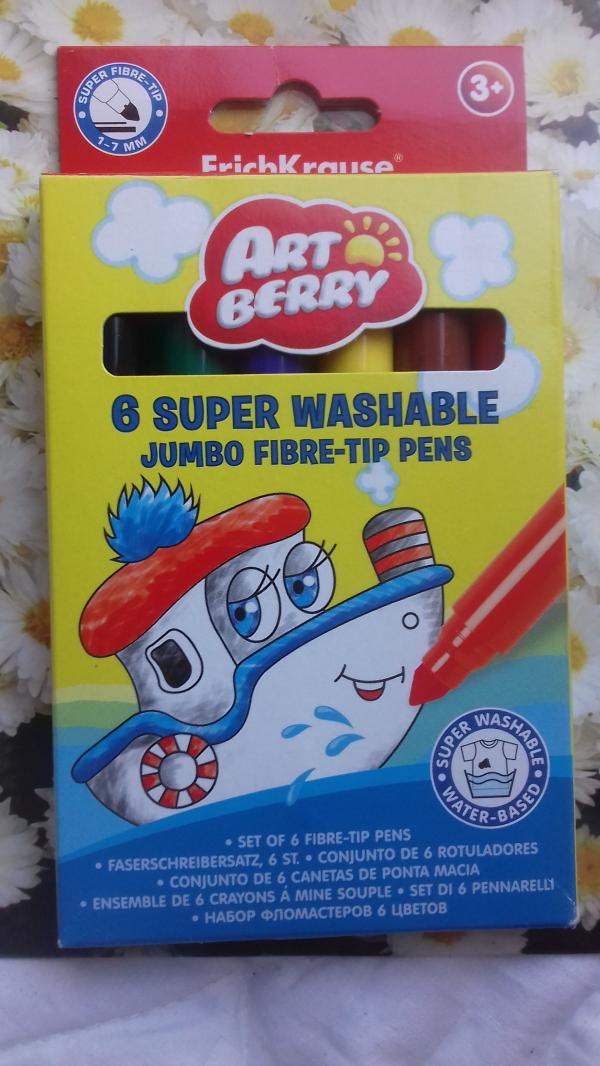 SUPER FIBRE-TIP
1-7 MM
3+
ErichKrause®
ART
BERRY
6 SUPER WASHABLE
JUMBO FIBRE-TIP PENS
SUPER WASHABLE
WATER-BASED
• SET OF 6 FIBRE-TIP PENS
• FASERSCHREIBERSATZ, 6 ST. • CONJUNTO DE 6 ROTULADORES
• CONJUNTO DE 6 CANETAS DE PONTA MACIA
• ENSEMBLE DE 6 CRAYONS Á MINE SOUPLE • SET DI 6 PENNARELLI
• НАБОР ФЛОМАСТЕРОВ 6 ЦВЕТОВ